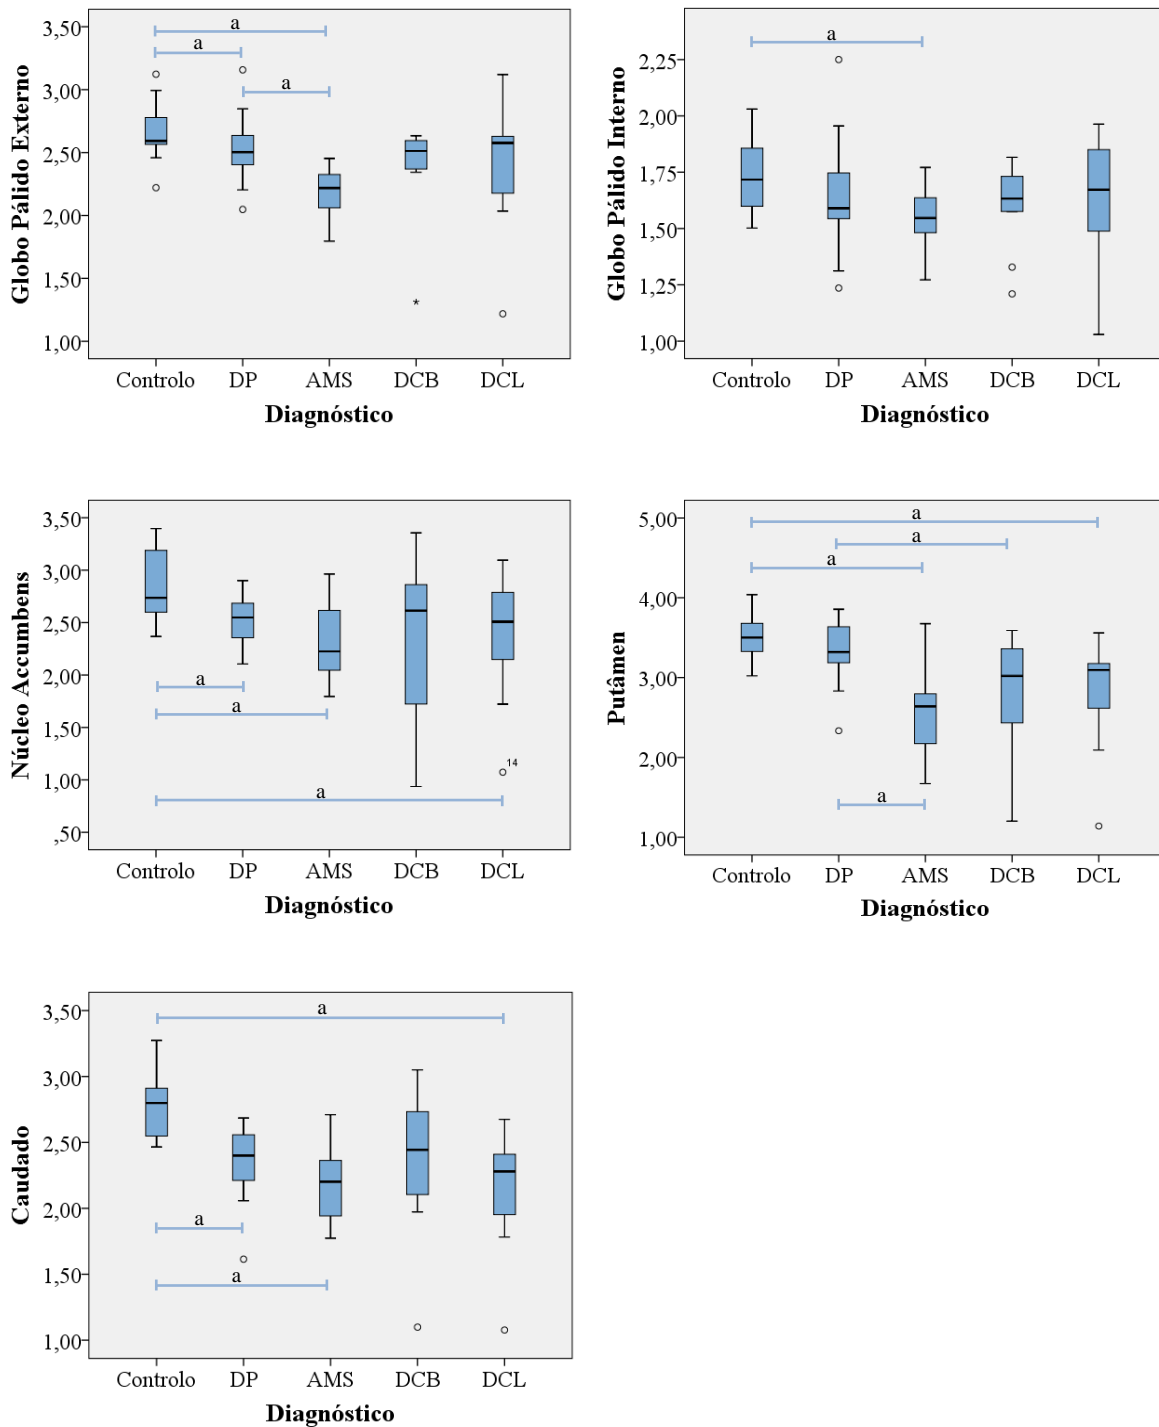 Globo Pálido Externo
3,50
3,00
2,50
2,00
1,50
1,00
a
a
a
*
Controlo DP AMS DCB DCL
Diagnóstico
Globo Pálido Interno
2,25
2,00
1,75
1,50
1,25
1,00
a
Controlo DP AMS DCB DCL
Diagnóstico
Núcleo Accumbens
3,50
3,00
2,50
2,00
1,50
1,00
,50
a
a
a
14
Controlo DP AMS DCB DCL
Diagnóstico
Putâmen
5,00
4,00
3,00
2,00
1,00
a
a
a
a
Controlo DP AMS DCB DCL
Diagnóstico
Caudado
3,50
3,00
2,50
2,00
1,50
1,00
a
a
a
Controlo DP AMS DCB DCL
Diagnóstico